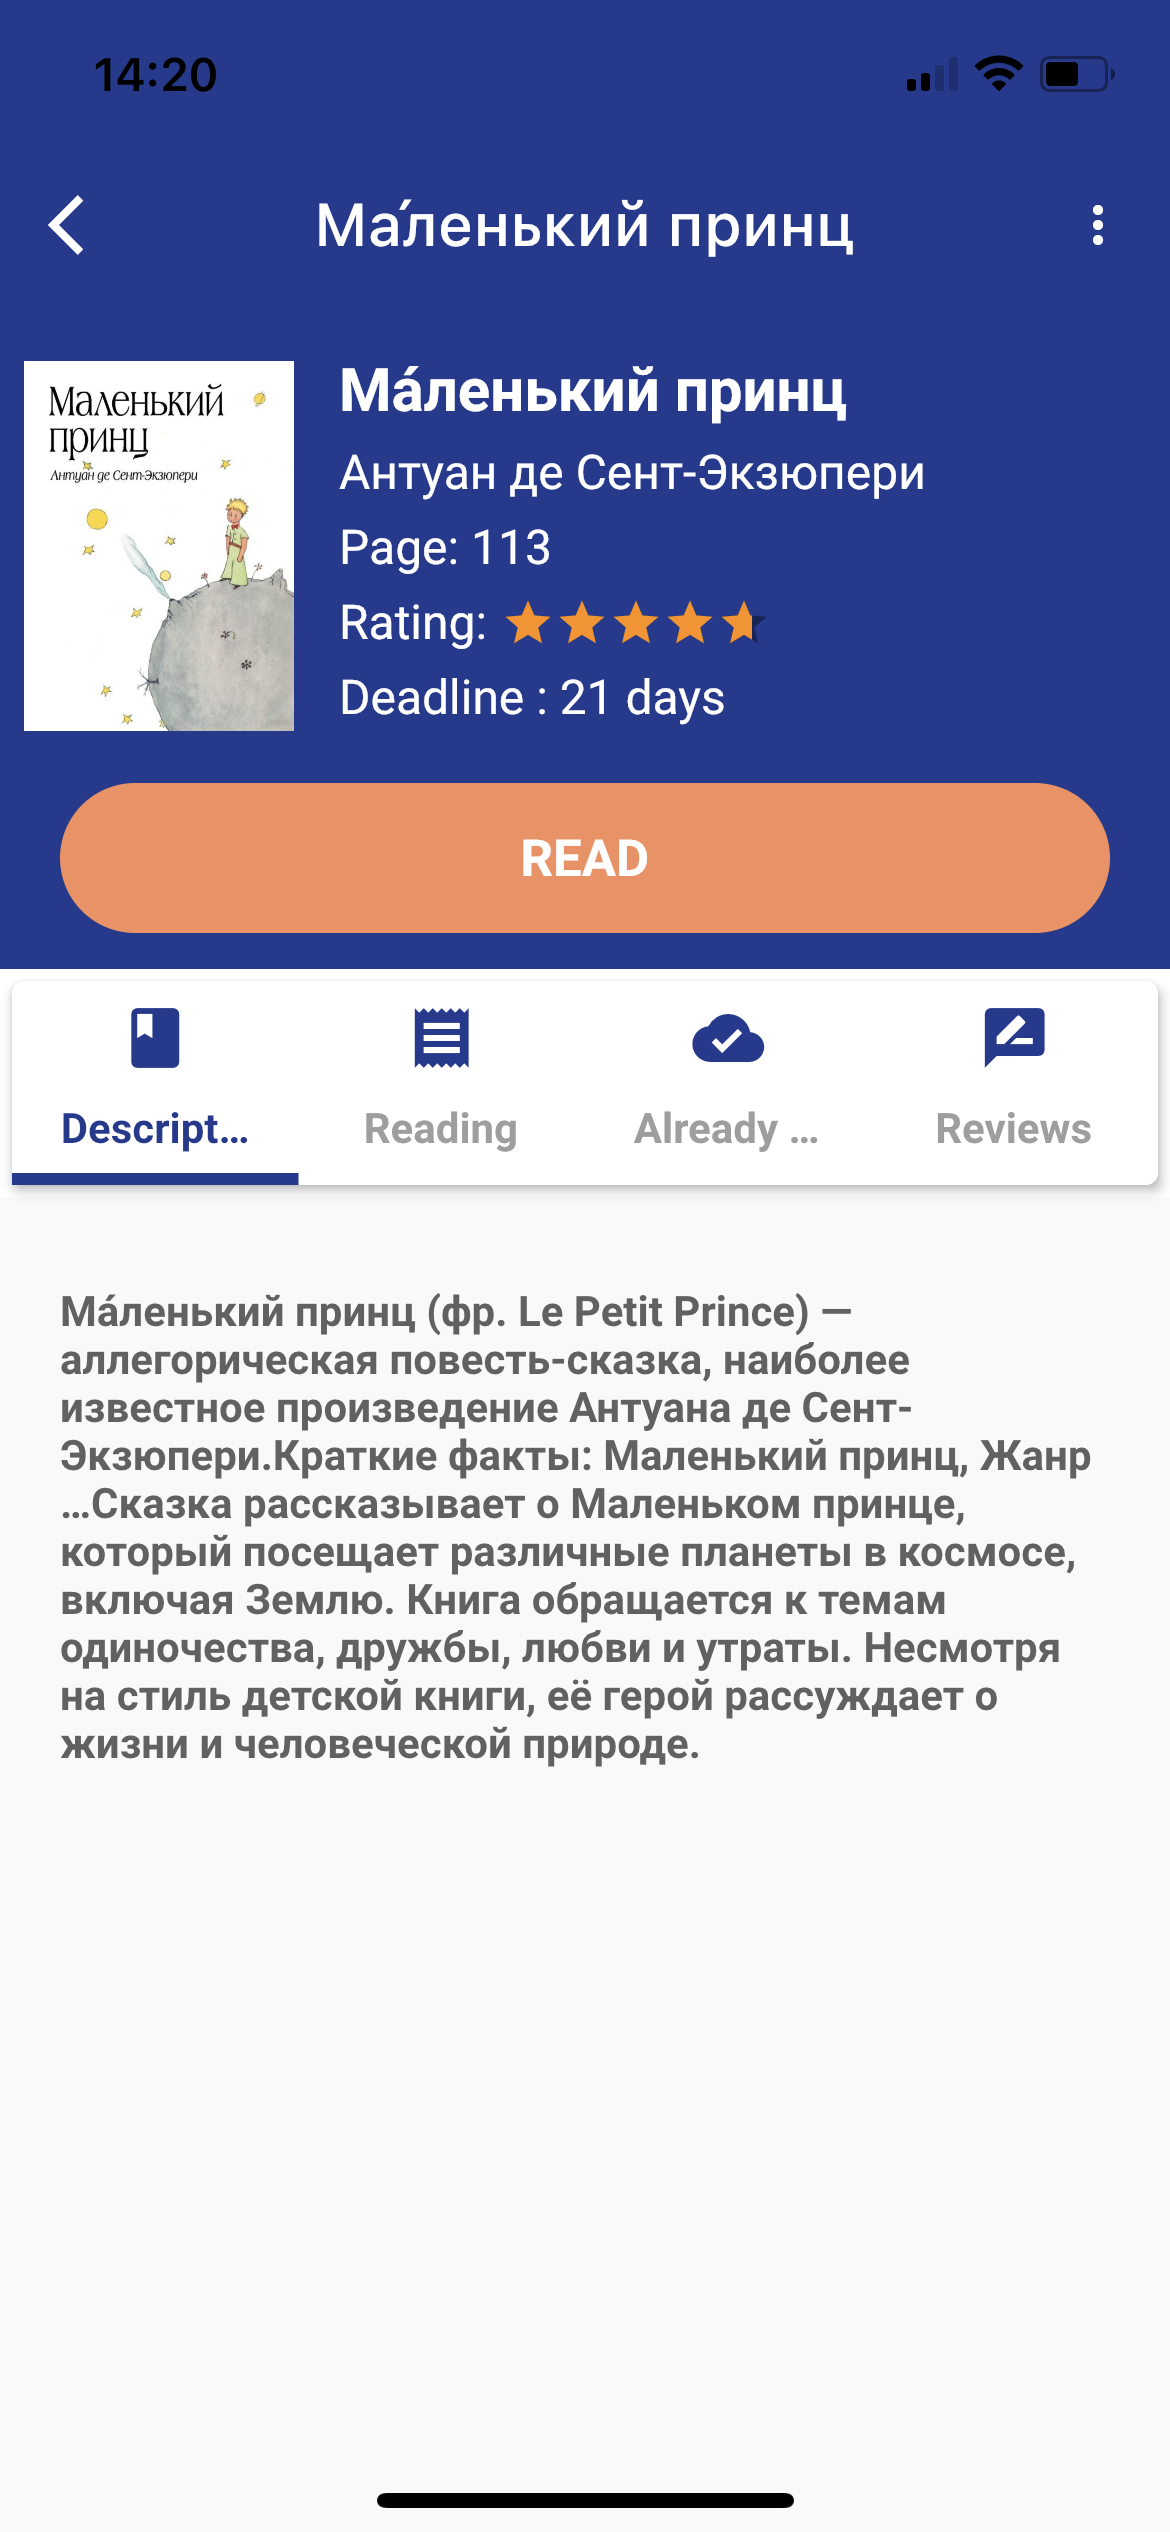 14:20
Ма́ленький принц
Маленький
принц
Антуан де Сент-Экзюпери
Ма́ленький принц
Антуан де Сент-Экзюпери
Page: 113
Rating:
Deadline : 21 days
READ
Descript...
Reading
Already ...
Reviews
Ма́ленький принц (фр. Le Petit Prince) —
аллегорическая повесть-сказка, наиболее
известное произведение Антуана де Сент-
Экзюпери.Краткие факты: Маленький принц, Жанр
...Сказка рассказывает о Маленьком принце,
который посещает различные планеты в космосе,
включая Землю. Книга обращается к темам
одиночества, дружбы, любви и утраты. Несмотря
на стиль детской книги, её герой рассуждает о
жизни и человеческой природе.